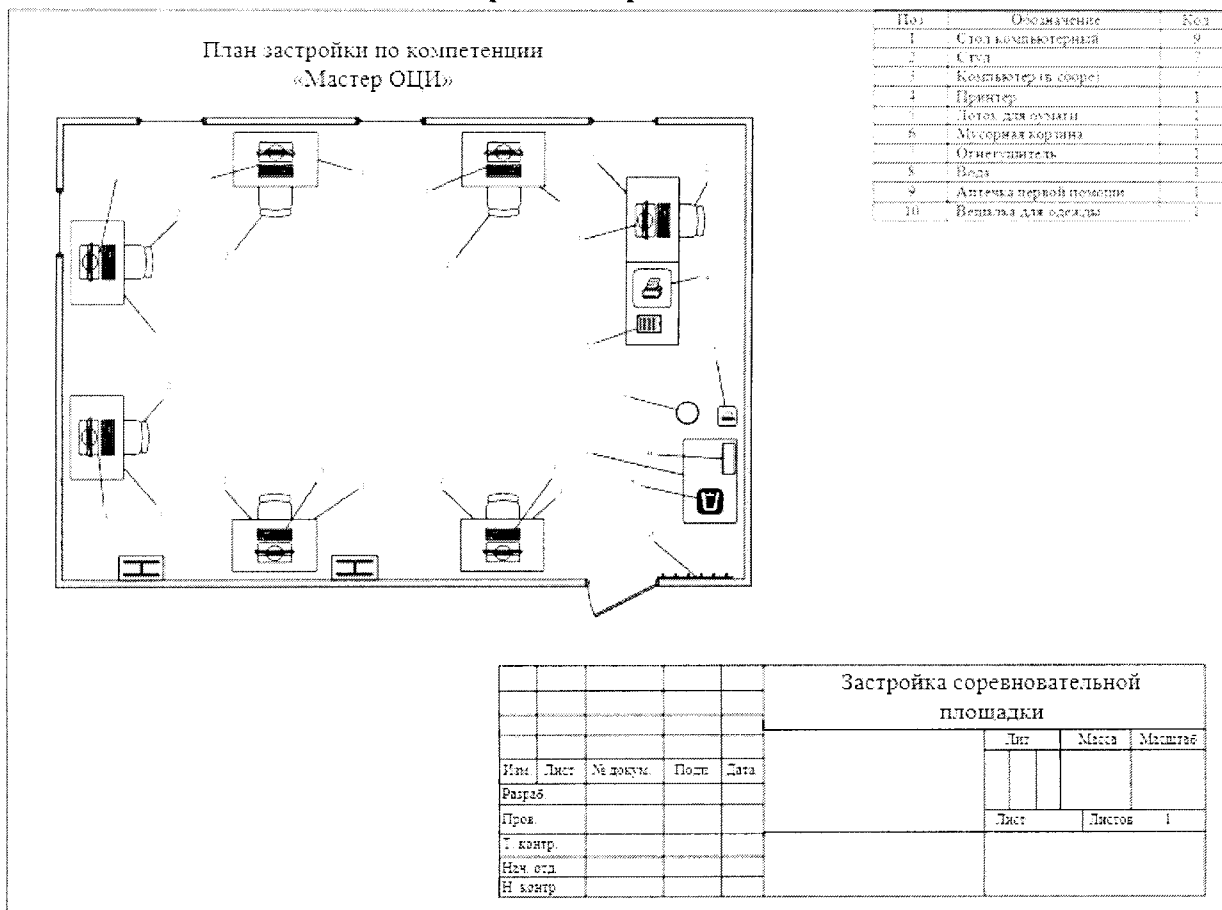 План застройки по компетенции
«Мастер ОЦИ»
Поз Обозначение Кол
1 Стол компьютерный 9
2 Стул 7
3 Компьютер (в сборе)
4 Принтер 1
Лоток для бумаги 1
6 Мусорная корзина 1
Огнетушитель 1
8 Вода 1
9 Аптечка первой помощи 1
10 Вешалка для одежды 1
Застройка соревновательной
площадки
Лит Масса Масштаб
Изм. Лист № докум. Подп Дата
Разраб.
Пров. Лист Листов 1
Т. контр.
Нач. отд.
Н. контр